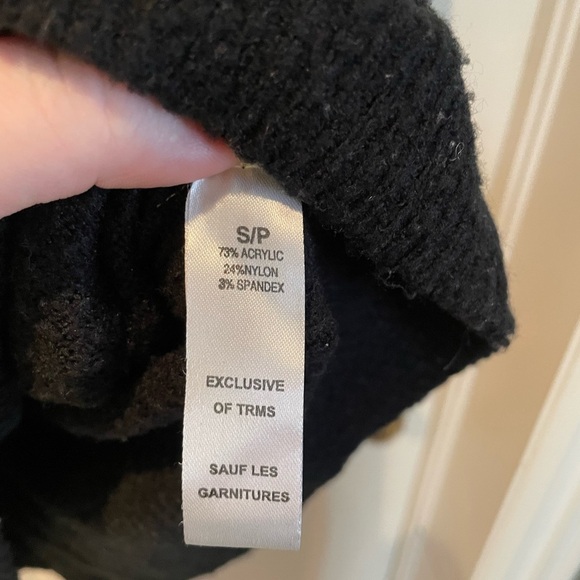 S/P
73% ACRYLIC
24%NYLON
3% SPANDEX
EXCLUSIVE
OF TRMS
SAUF LES
GARNITURES